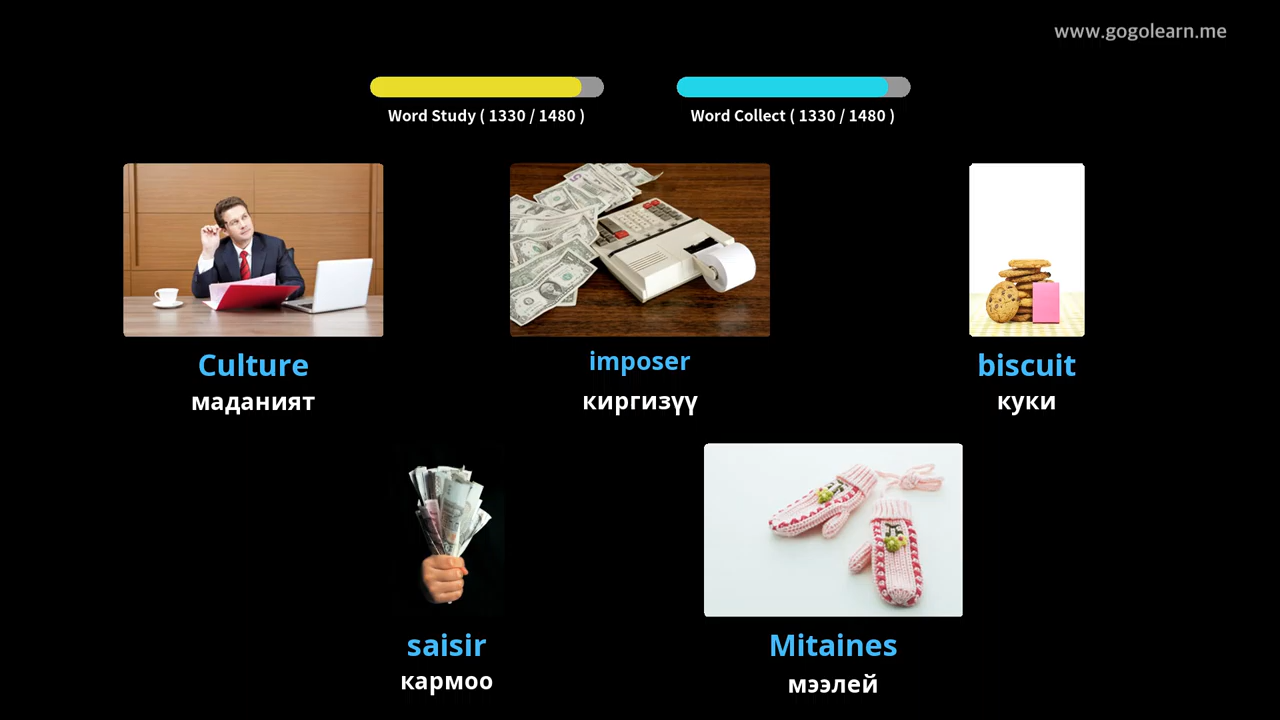 www.gogolearn.me
Word Study ( 1330 / 1480 )
Word Collect ( 1330 / 1480 )
Culture
маданият
imposer
киргизүү
biscuit
куки
saisir
кармоо
Mitaines
мээлей